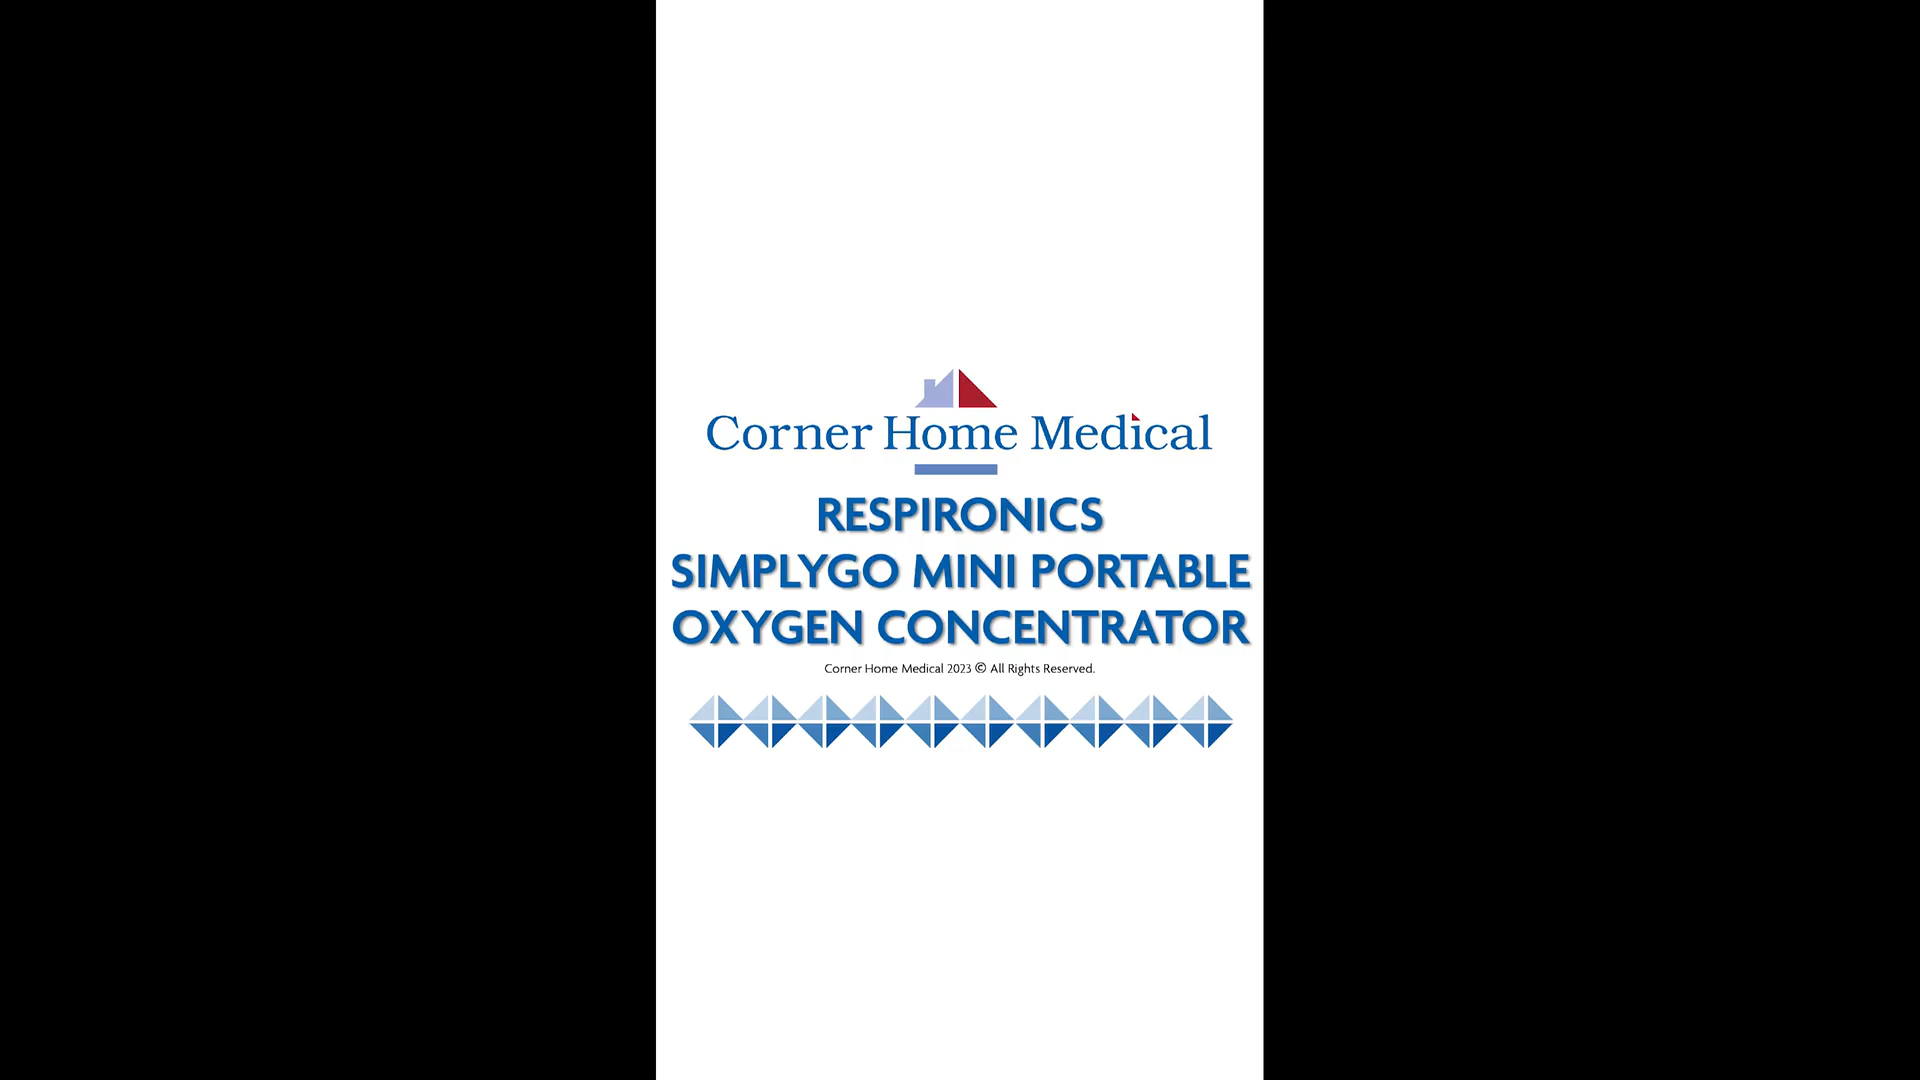 Corner Home Medical
RESPIRONICS
SIMPLYGO MINI PORTABLE
OXYGEN CONCENTRATOR
Corner Home Medical 2023 © All Rights Reserved.